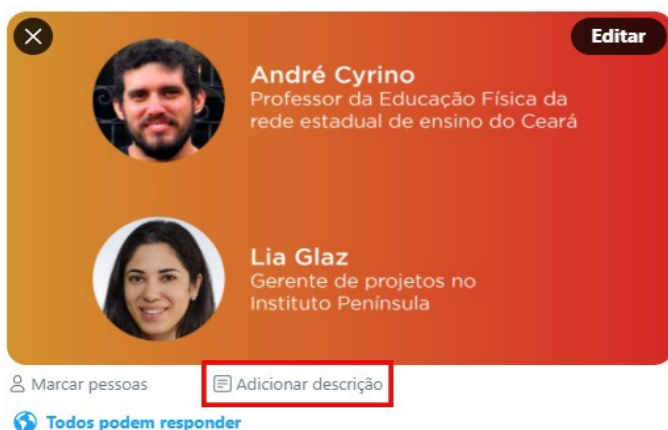 Editar
André Cyrino
Professor da Educação Física da
rede estadual de ensino do Ceará
Lia Glaz
Gerente de projetos no
Instituto Península
Marcar pessoas
Adicionar descrição
Todos podem responder